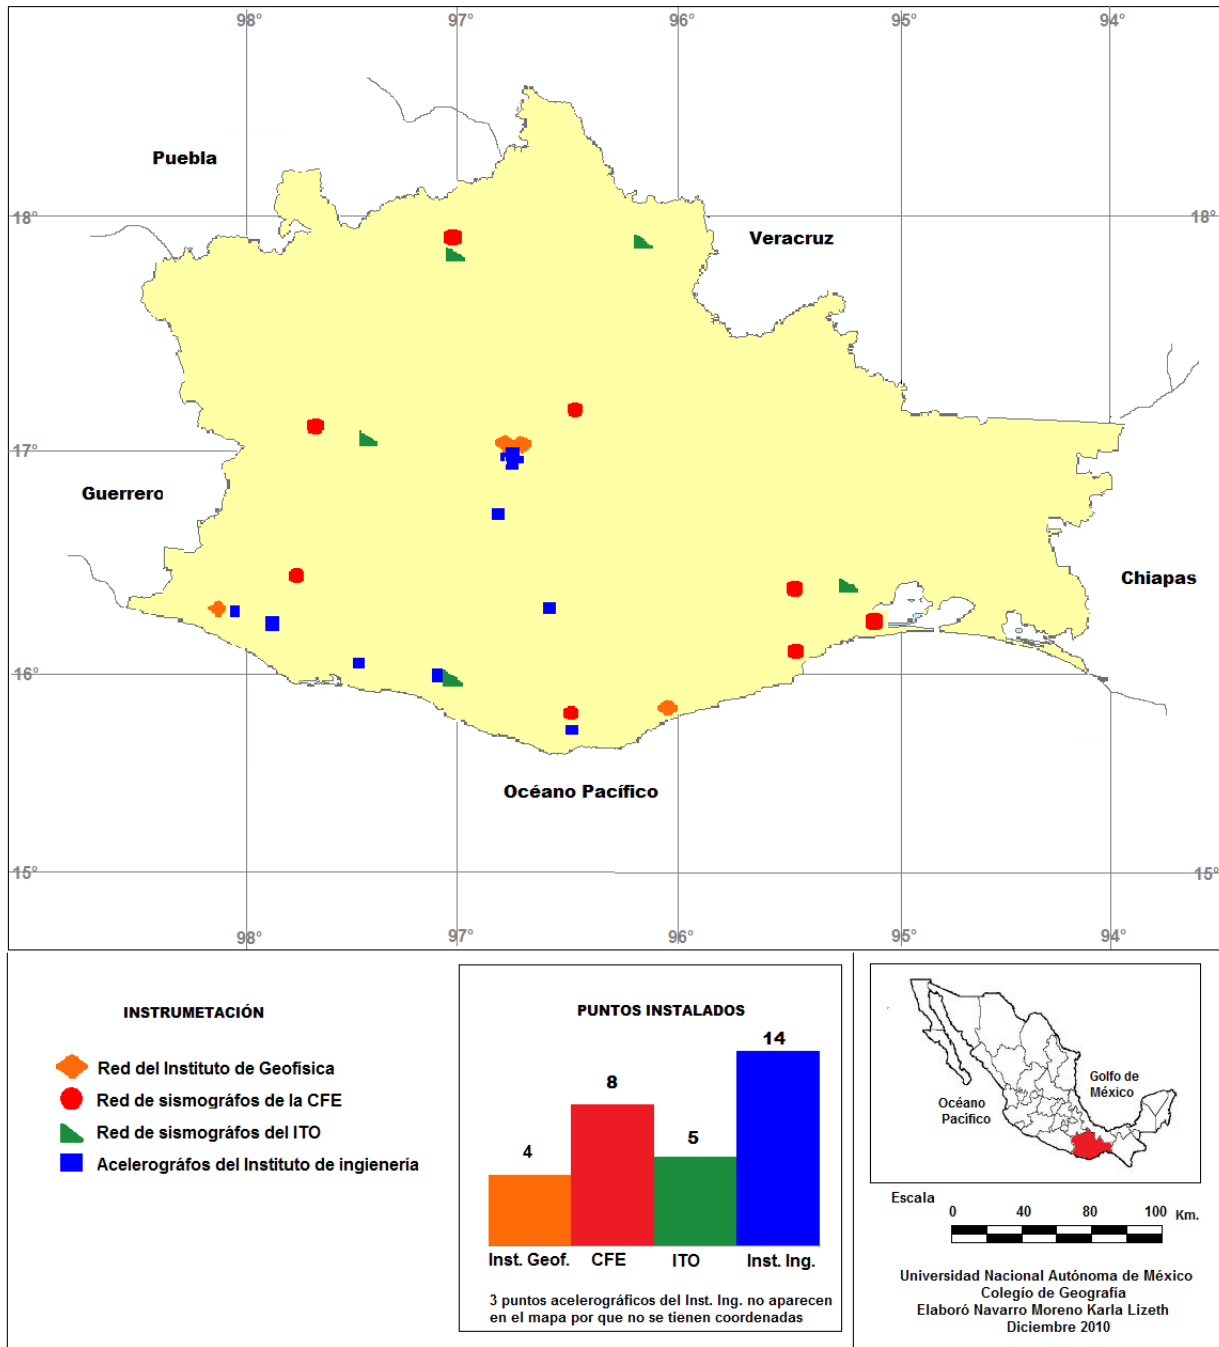 98°
97°
96°
95°
94°
Puebla
18°
18°
Veracruz
17°
Guerrero
Chiapas
16°
Océano Pacífico
15°
15°
98°
97°
96°
95°
94°
INSTRUMETACIÓN
Red del Instituto de Geofísica
Red de sismográfos de la CFE
Red de sismográfos del ITO
Acelerográfos del Instituto de ingienería
PUNTOS INSTALADOS
4
8
5
14
Inst. Geof.
CFE
ITO
Inst. Ing.
3 puntos acelerográficos del Inst. Ing. no aparecen
en el mapa por que no se tienen coordenadas
Golfo de
México
Océano
Pacífico
Escala
0
40
80
100
Km.
Universidad Nacional Autónoma de México
Colegío de Geografía
Elaboró Navarro Moreno Karla Lizeth
Diciembre 2010